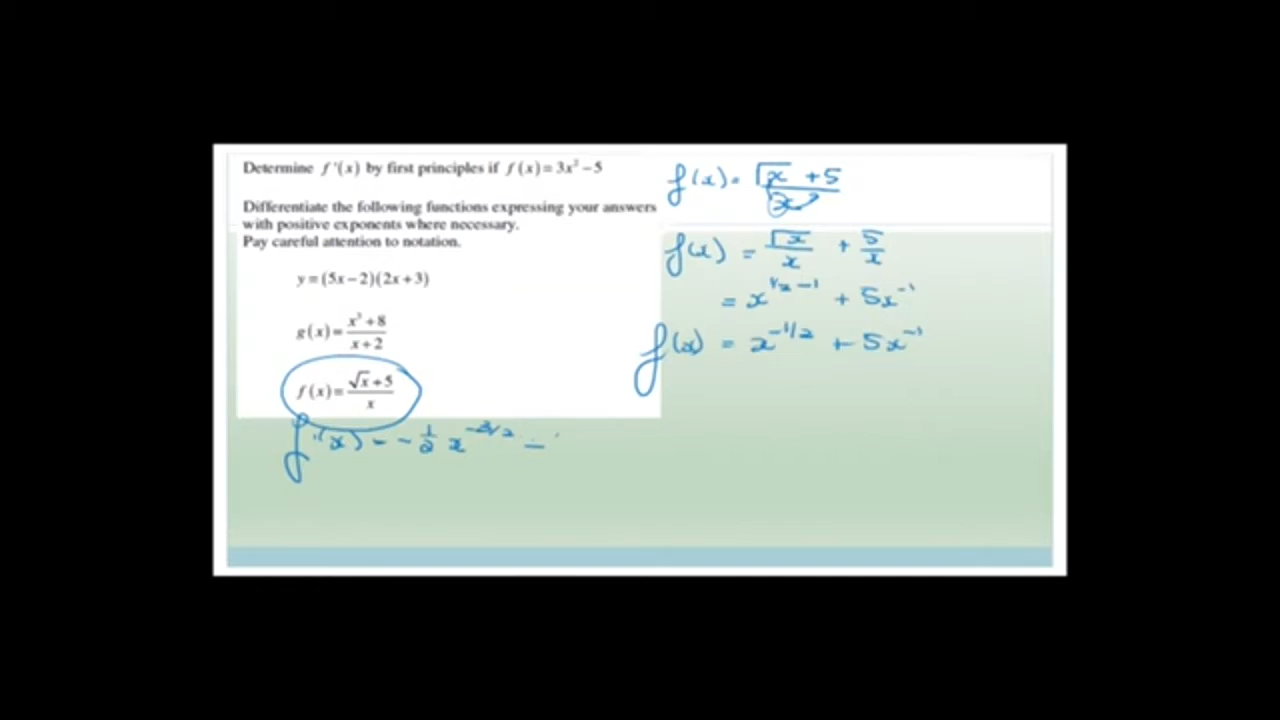 Determine f '(x) by first principles if f(x) = 3x² − 5
Differentiate the following functions expressing your answers
with positive exponents where necessary.
Pay careful attention to notation.
y = (5x − 2)(2x + 3)
g(x) = (x³ + 8)/(x + 2)
f(x) = (√x + 5)/x
f'(x) = -1/2 x^(-3/2) -
f(x) = (√x + 5)/x
f(x) = √x/x + 5/x
= x^(1/2 - 1) + 5x^(-1)
f(x) = x^(-1/2) + 5x^(-1)